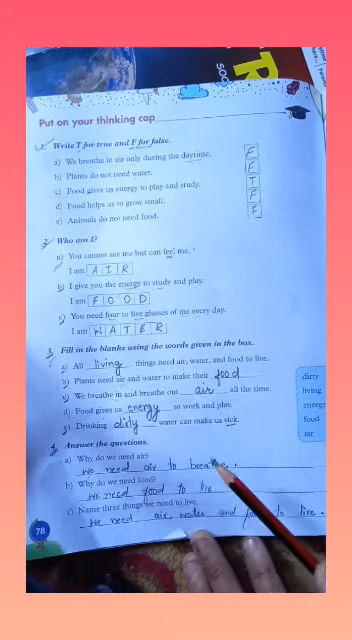 Put on your thinking cap
1. Write T for true and F for false.
a) We breathe in air only during the daytime. F
b) Plants do not need water. F
c) Food gives us energy to play and study. T
d) Food helps us to grow small. F
e) Animals do not need food. F
2. Who am I?
a) You cannot see me but can feel me.
I am A I R
b) I give you the energy to study and play.
I am F O O D
c) You need four to five glasses of me every day.
I am W A T E R
3. Fill in the blanks using the words given in the box.
a) All living things need air, water, and food to live.
dirty
b) Plants need air and water to make their food
living
c) We breathe in and breathe out air all the time.
energy
d) Food gives us energy to work and play.
food
e) Drinking dirty water can make us sick.
air
4. Answer the questions.
a) Why do we need air?
We need air to breathe.
b) Why do we need food?
We need food to live
c) Name three things we need to live.
We need air, water and food to live.
78